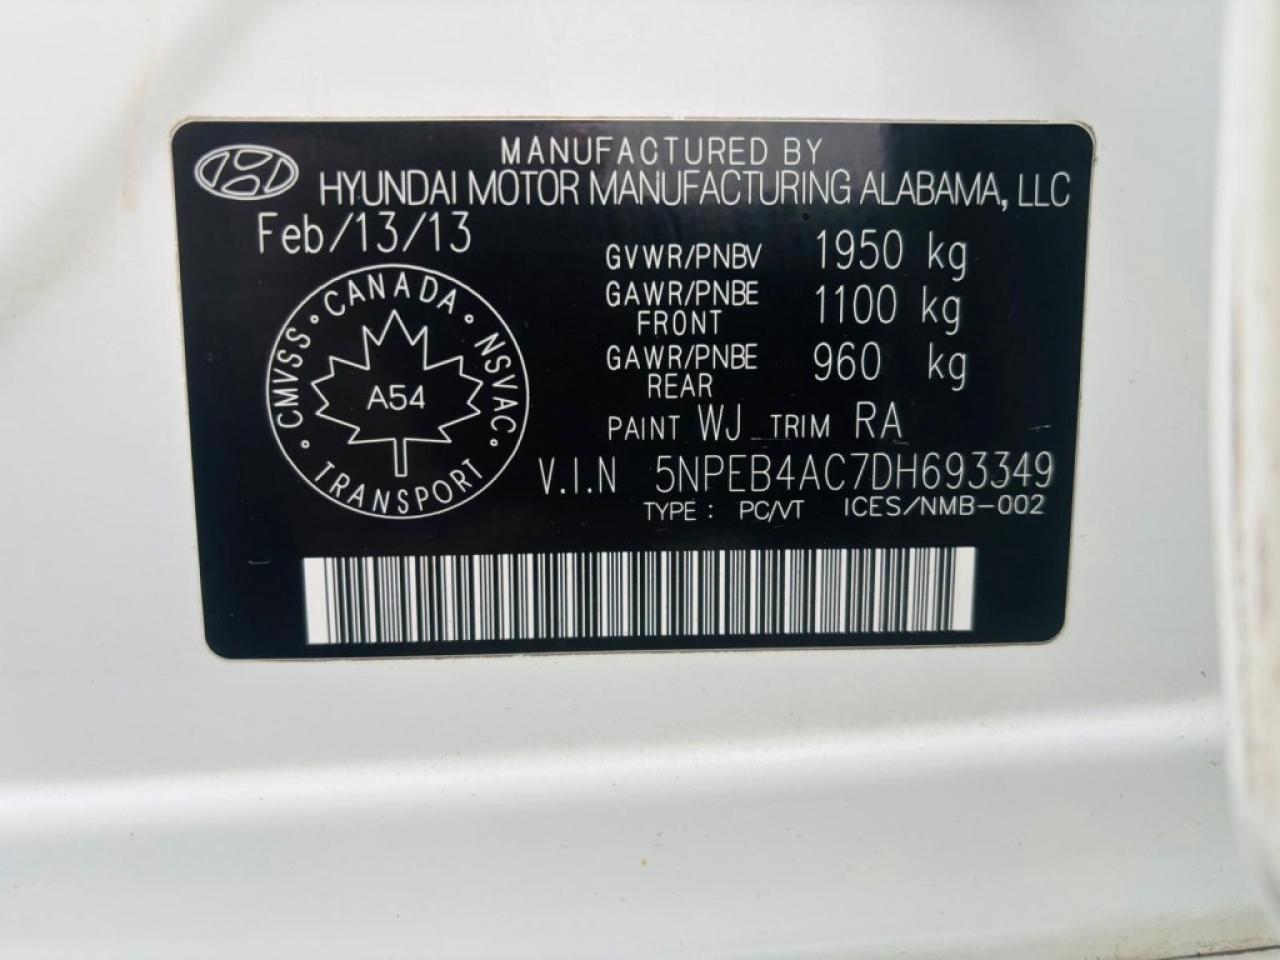 MANUFACTURED BY
HYUNDAI MOTOR MANUFACTURING ALABAMA, LLC
Feb/13/13
GVWR/PNBV 1950 kg
GAWR/PNBE FRONT 1100 kg
GAWR/PNBE REAR 960 kg
PAINT WJ TRIM RA
V.I.N 5NPEB4AC7DH693349
TYPE : PC/VT ICES/NMB-002
CMVSS • CANADA • NSVAC • TRANSPORT •
A54